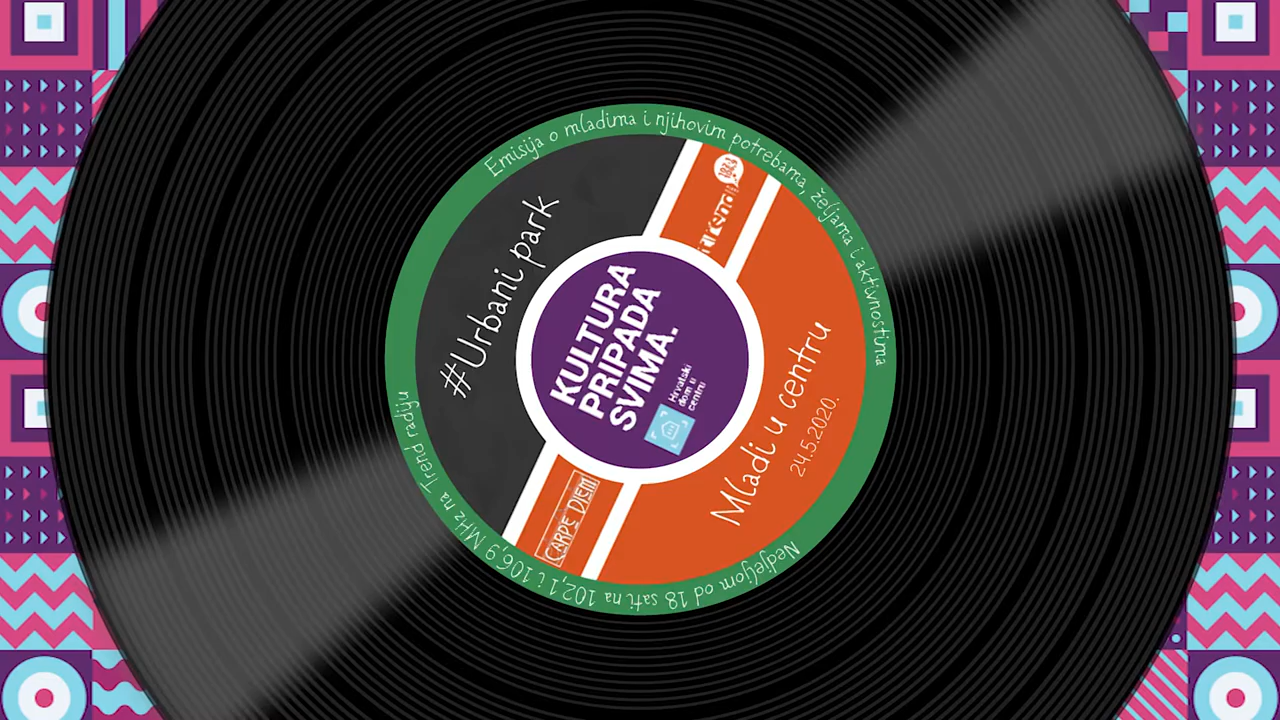 Emisija o mladima i njihovim potrebama, željama i aktivnostima
#Urbani park
KULTURA
PRIPADA
SVIMA.
Hrvatski
dom u
centru
Mladi u centru
24.5.2020.
CARPE DIEM
Nedjeljom od 18 sati na 102,1 i 106,9 MHz na Trend radiju